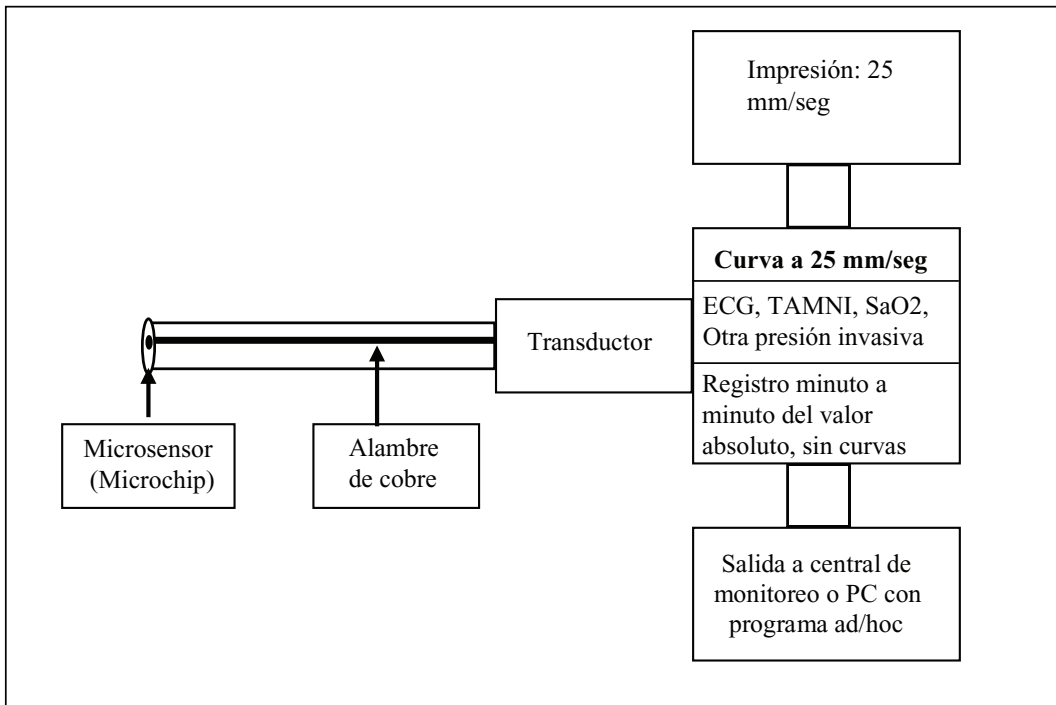 Impresión: 25
mm/seg
Curva a 25 mm/seg
ECG, TAMNI, SaO2,
Otra presión invasiva
Registro minuto a
minuto del valor
absoluto, sin curvas
Transductor
Microsensor
(Microchip)
Alambre
de cobre
Salida a central de
monitoreo o PC con
programa ad/hoc